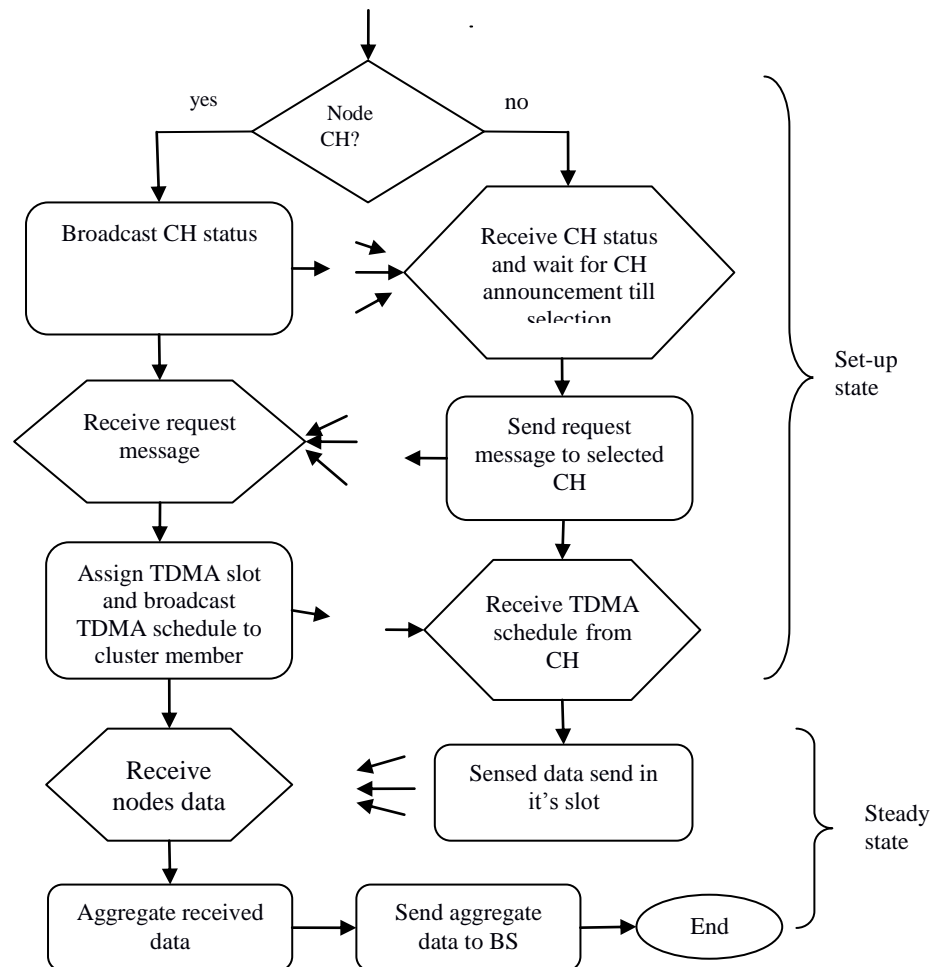 yes
Node
CH?
no
Broadcast CH status
Receive CH status
and wait for CH
announcement till
selection
Set-up
state
Receive request
message
Send request
message to selected
CH
Assign TDMA slot
and broadcast
TDMA schedule to
cluster member
Receive TDMA
schedule from
CH
Receive
nodes data
Sensed data send in
it’s slot
Steady
state
Aggregate received
data
Send aggregate
data to BS
End